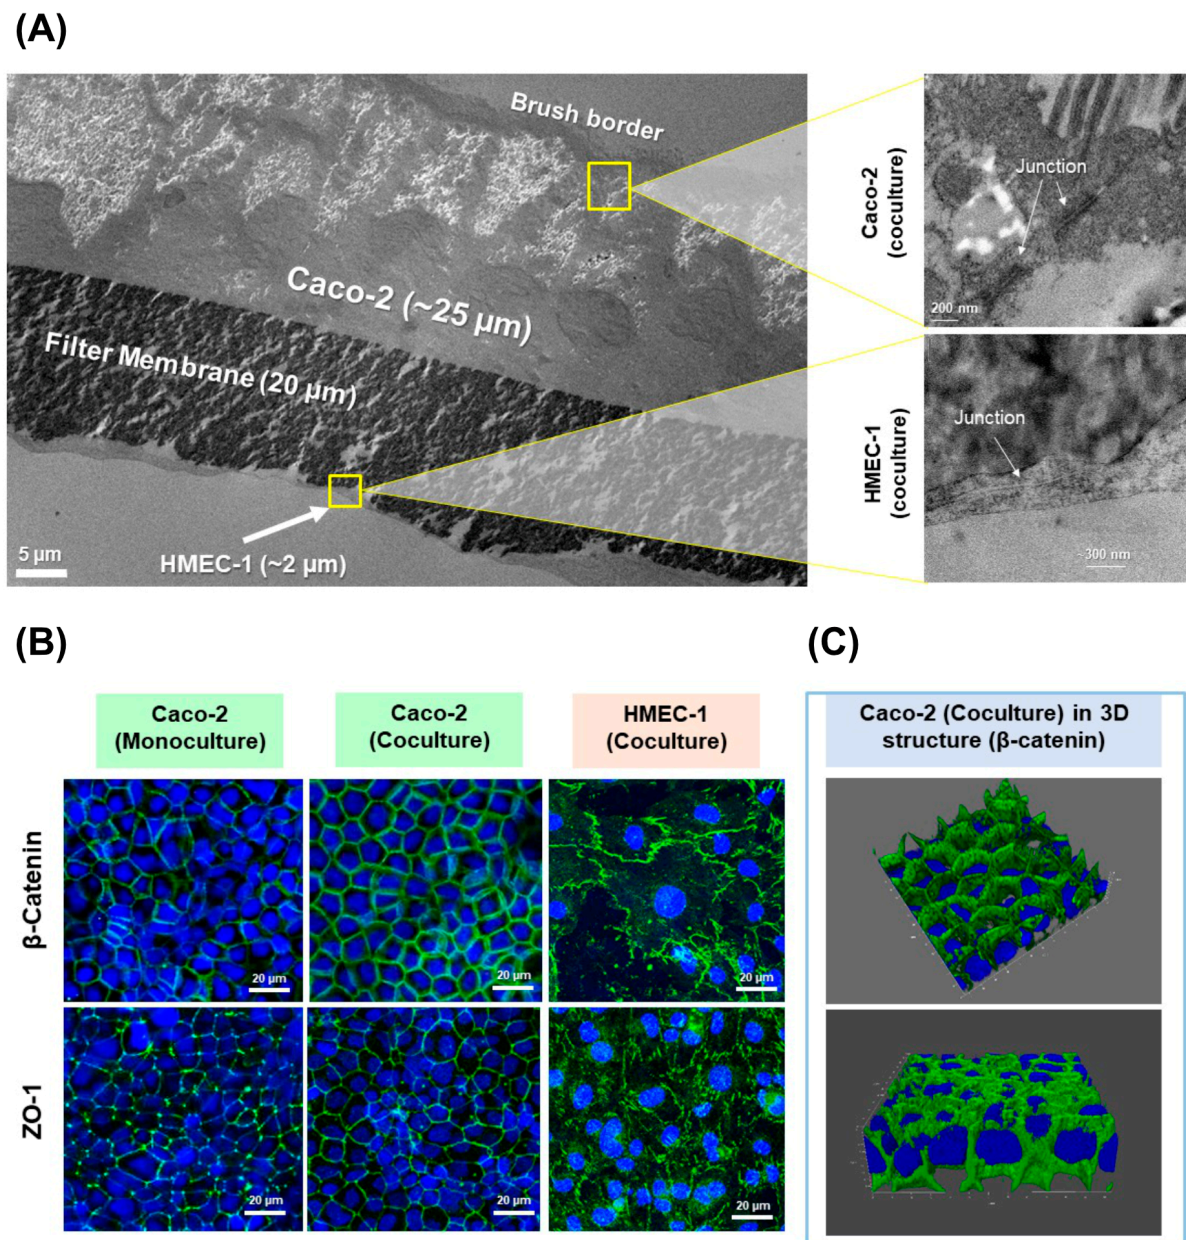 (A)
Brush border
Caco-2 (~25 µm)
Filter Membrane (20 µm)
5 µm
HMEC-1 (~2 µm)
Caco-2
(coculture)
Junction
200 nm
HMEC-1
(coculture)
Junction
~300 nm
(B)
Caco-2
(Monoculture)
Caco-2
(Coculture)
HMEC-1
(Coculture)
β-Catenin
20 µm
20 µm
20 µm
ZO-1
20 µm
20 µm
20 µm
(C)
Caco-2 (Coculture) in 3D
structure (β-catenin)